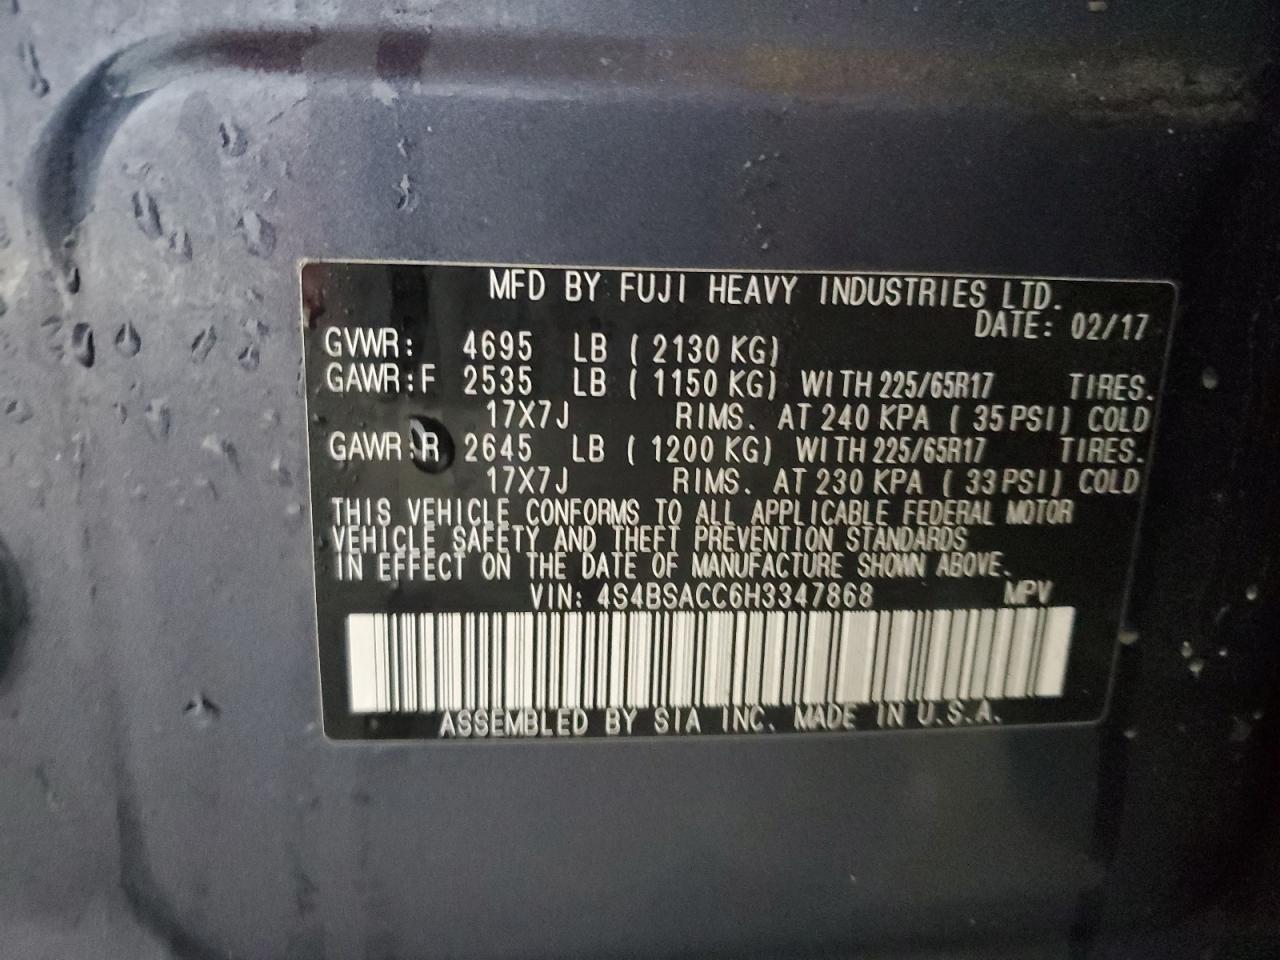 MFD BY FUJI HEAVY INDUSTRIES LTD.
DATE: 02/17
GVWR: 4695 LB ( 2130 KG)
GAWR:F 2535 LB ( 1150 KG) WITH 225/65R17 TIRES.
17X7J RIMS. AT 240 KPA ( 35 PSI) COLD
GAWR:R 2645 LB ( 1200 KG) WITH 225/65R17 TIRES.
17X7J RIMS. AT 230 KPA ( 33 PSI) COLD
THIS VEHICLE CONFORMS TO ALL APPLICABLE FEDERAL MOTOR
VEHICLE SAFETY AND THEFT PREVENTION STANDARDS
IN EFFECT ON THE DATE OF MANUFACTURE SHOWN ABOVE.
VIN: 4S4BSACC6H3347868 MPV
ASSEMBLED BY SIA INC. MADE IN U.S.A.